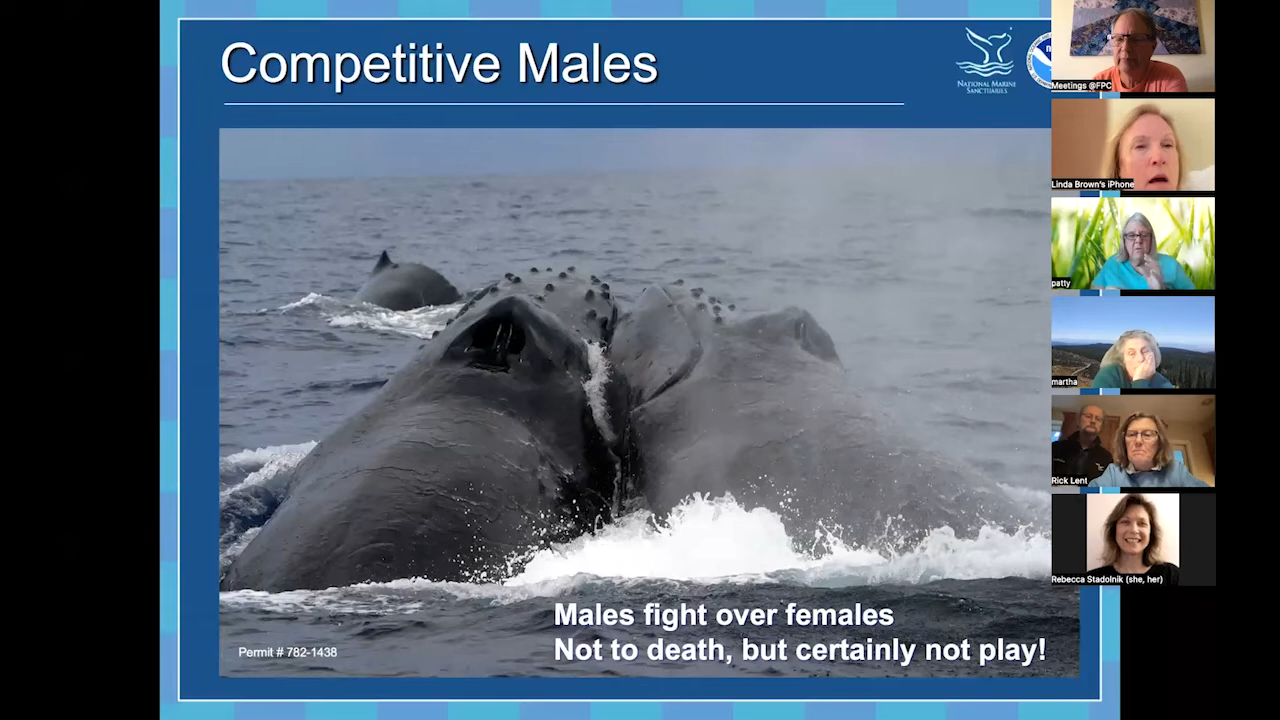 Competitive Males
NATIONAL MARINE
SANCTUARIES
Males fight over females
Not to death, but certainly not play!
Permit # 782-1438
Meetings @FPC
Linda Brown's iPhone
patty
martha
Rick Lent
Rebecca Stadolnik (she, her)